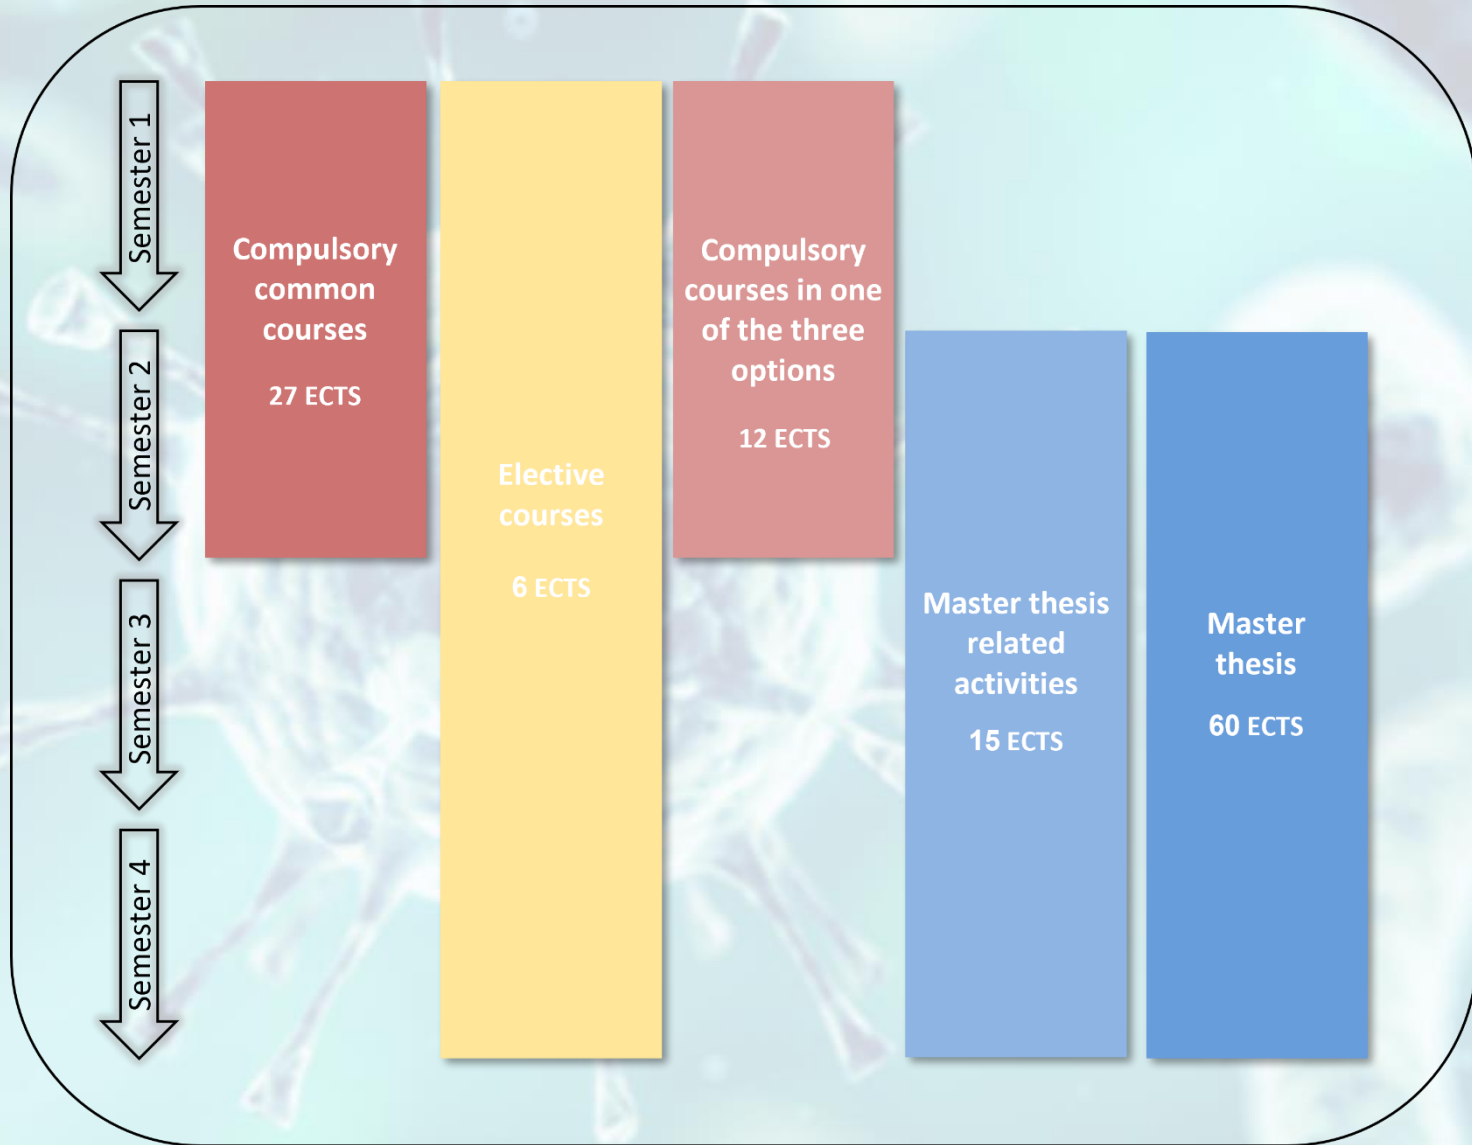 Semester 1
Semester 2
Semester 3
Semester 4
Compulsory
common
courses
27 ECTS
Elective
courses
6 ECTS
Compulsory
courses in one
of the three
options
12 ECTS
Master thesis
related
activities
15 ECTS
Master
thesis
60 ECTS